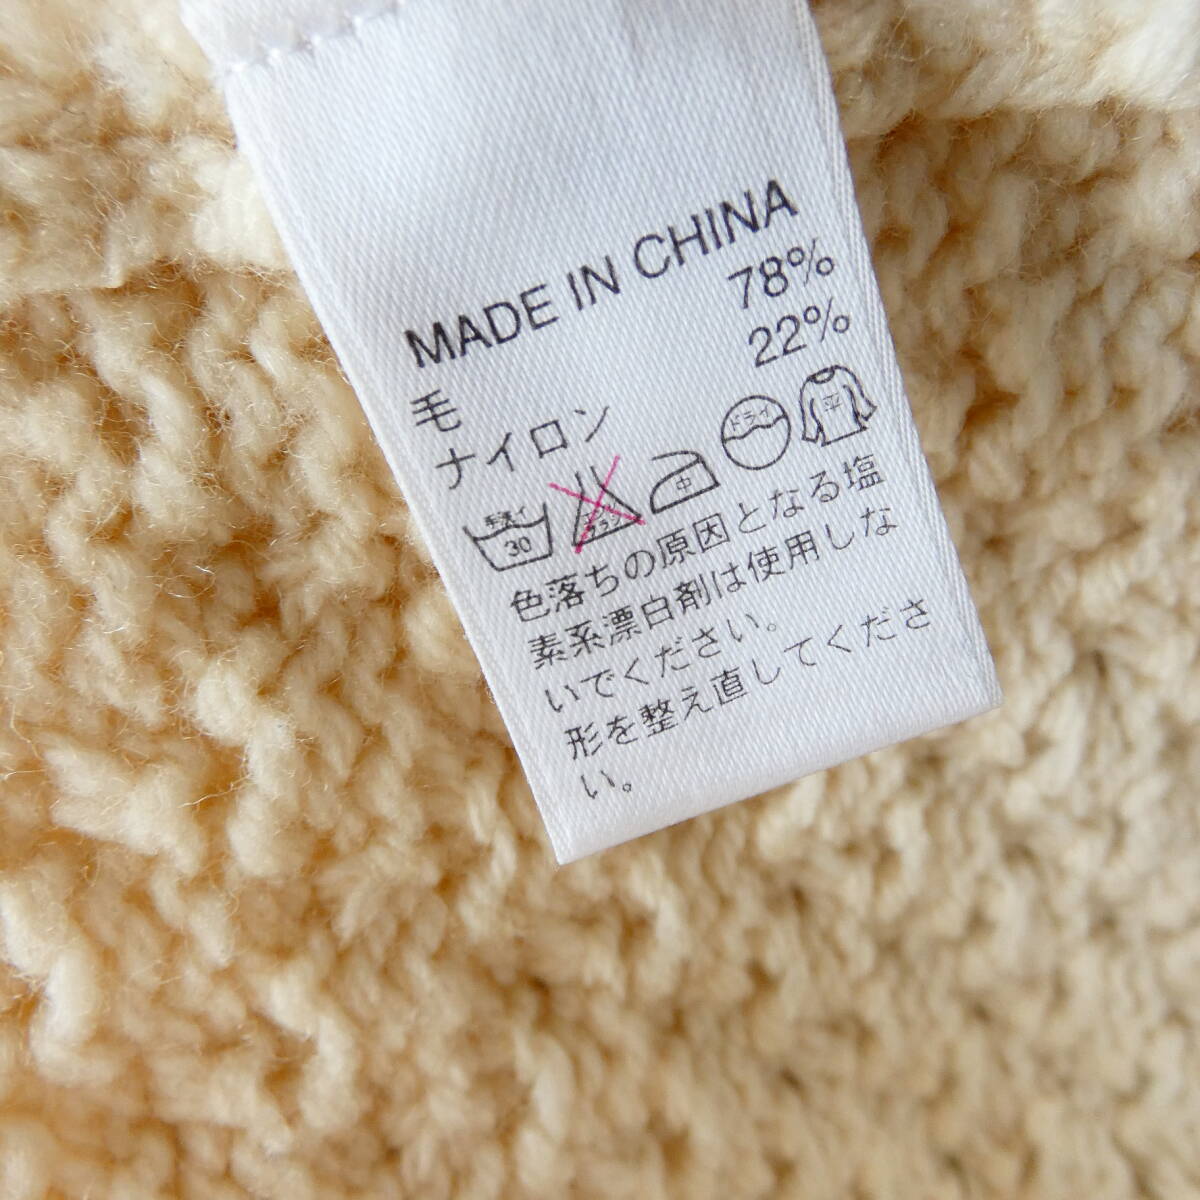 MADE IN CHINA
毛 78%
ナイロン 22%
手洗イ 30 エンソサラシ 中 ドライ 平
色落ちの原因となる塩
素系漂白剤は使用しな
いでください。
形を整え直してくださ
い。